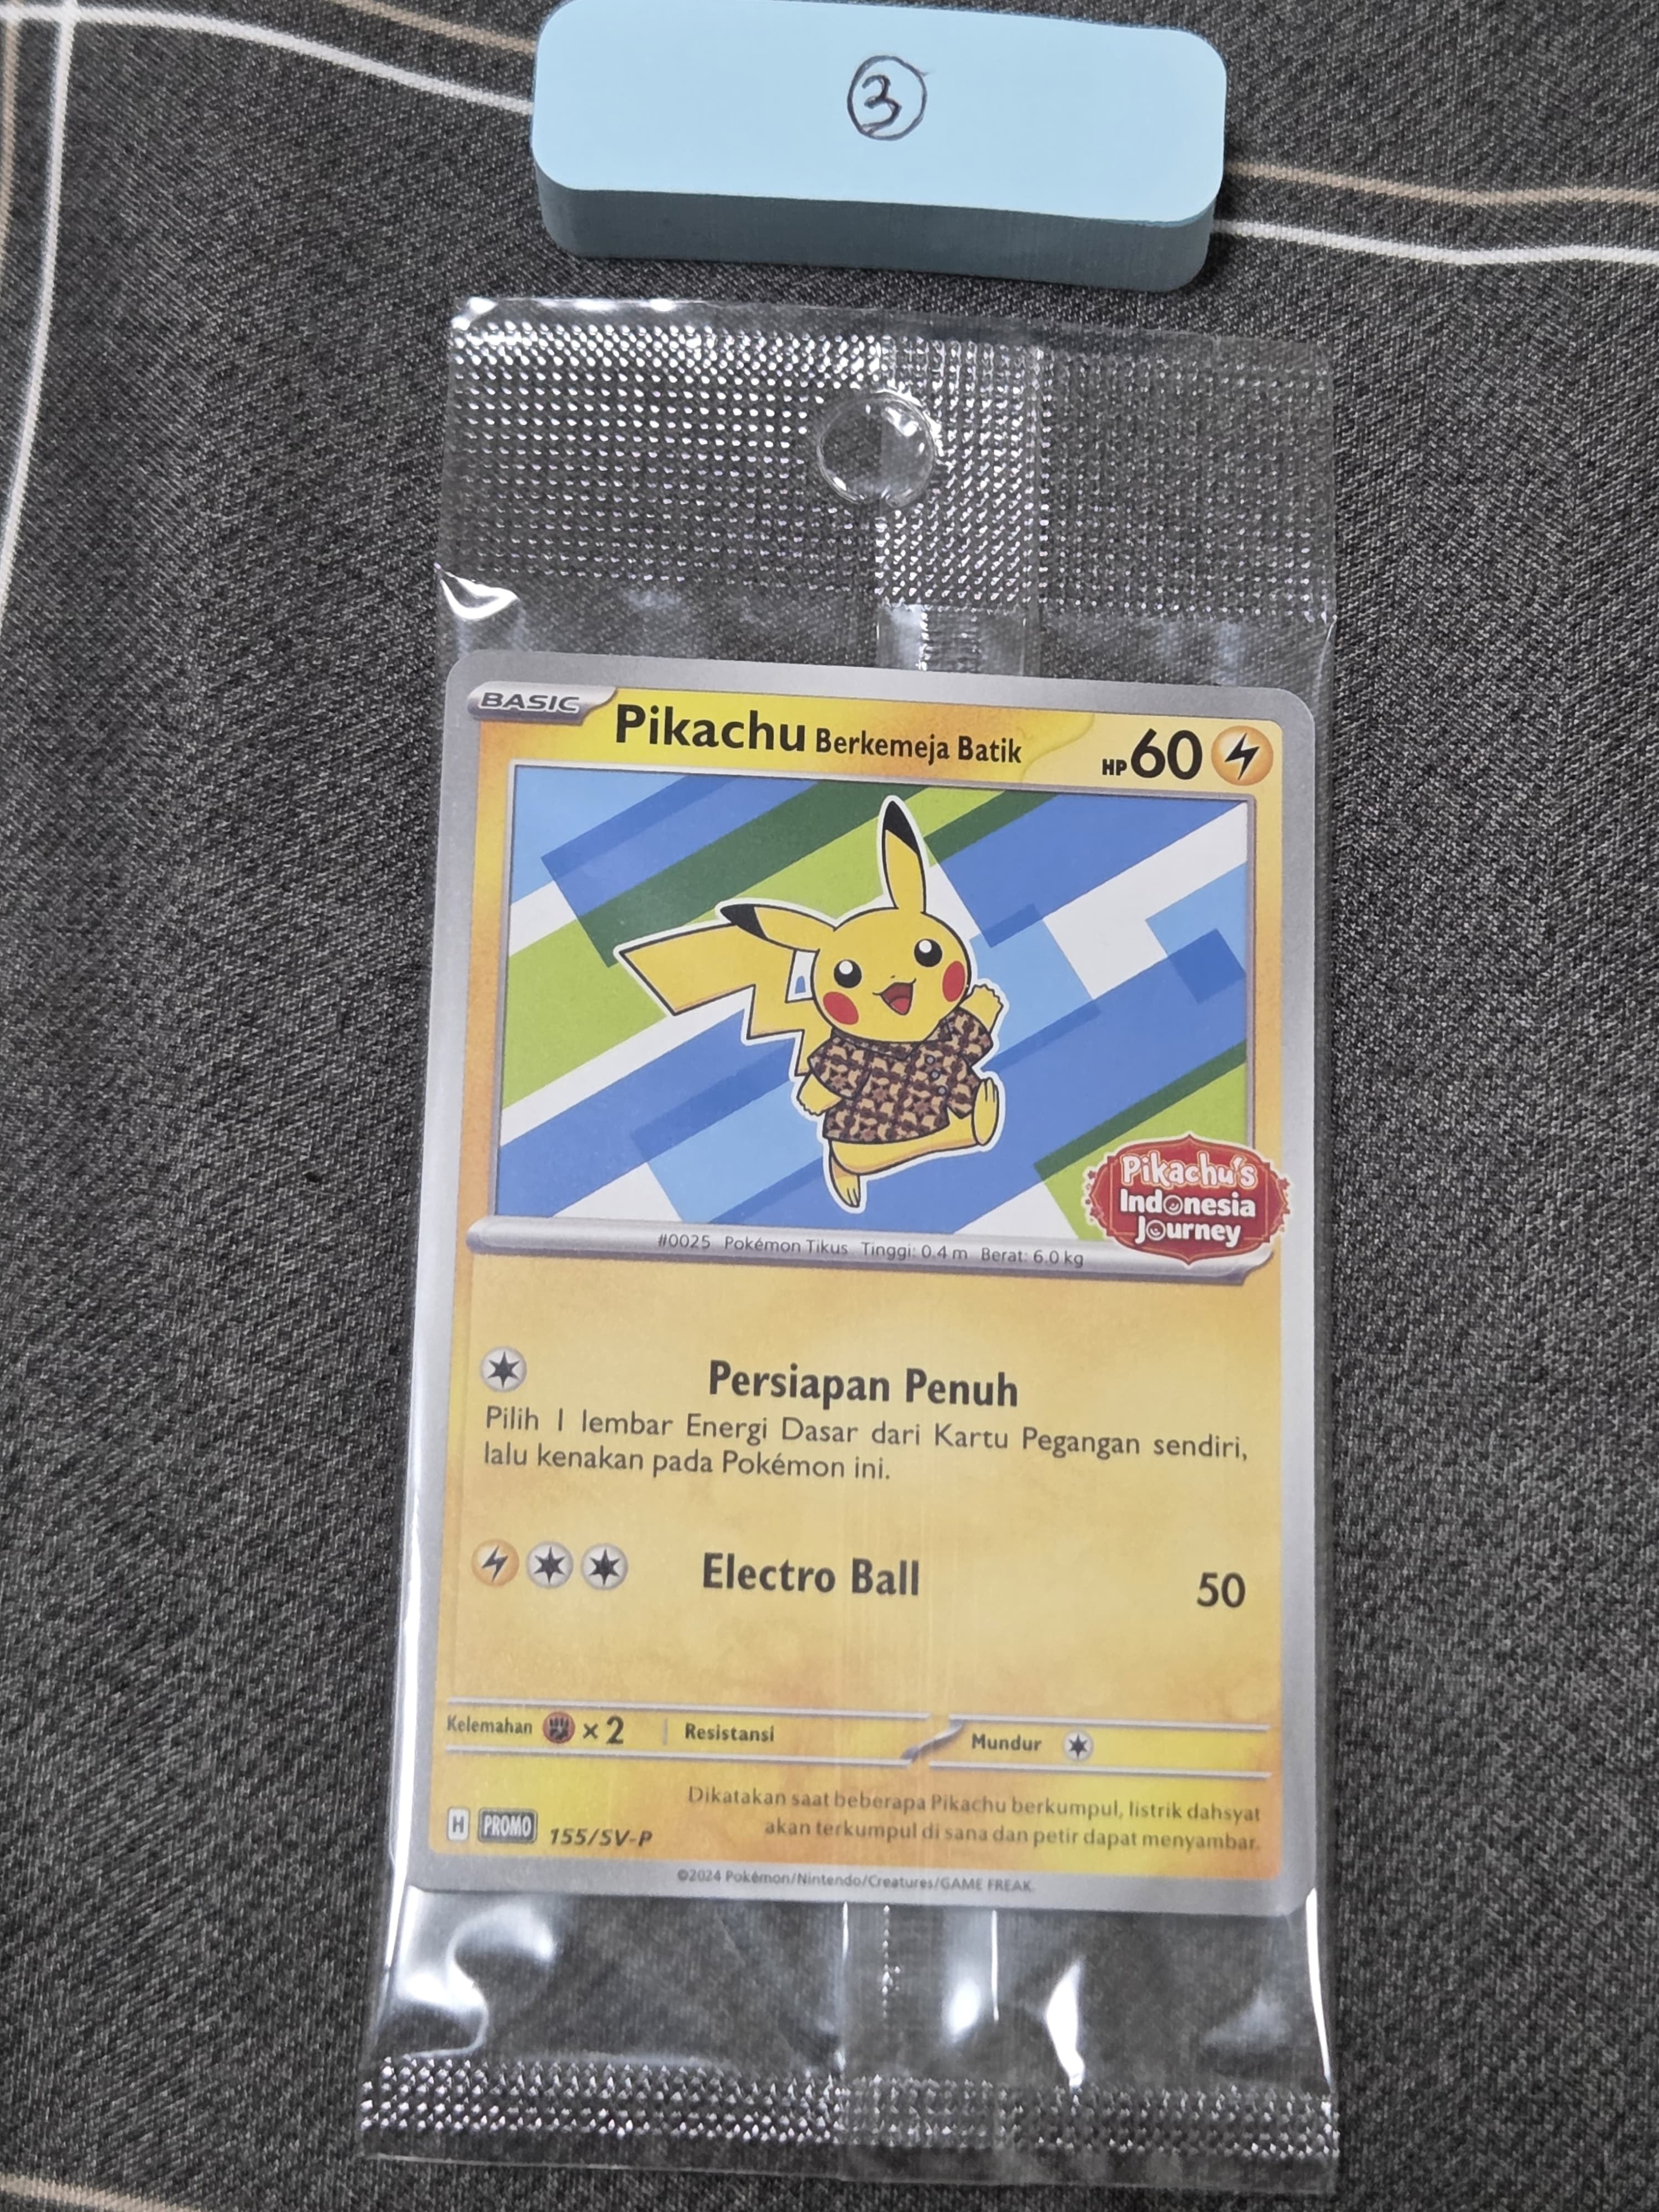 ③
BASIC
Pikachu Berkemeja Batik
HP 60
Pikachu's
Indonesia
Journey
#0025 Pokémon Tikus Tinggi: 0.4 m Berat: 6.0 kg
Persiapan Penuh
Pilih 1 lembar Energi Dasar dari Kartu Pegangan sendiri,
lalu kenakan pada Pokémon ini.
Electro Ball 50
Kelemahan × 2 Resistansi Mundur
Dikatakan saat beberapa Pikachu berkumpul, listrik dahsyat
akan terkumpul di sana dan petir dapat menyambar.
H PROMO 155/SV-P
©2024 Pokémon/Nintendo/Creatures/GAME FREAK.